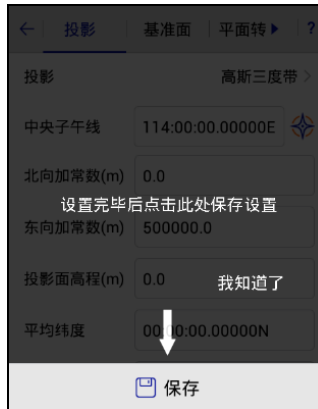 投影 基准面 平面转 ?
投影 高斯三度带
中央子午线 114:00:00.00000E
北向加常数(m) 0.0
设置完毕后点击此处保存设置
东向加常数(m) 500000.0
投影面高程(m) 0.0
我知道了
平均纬度 00:00:00.00000N
保存